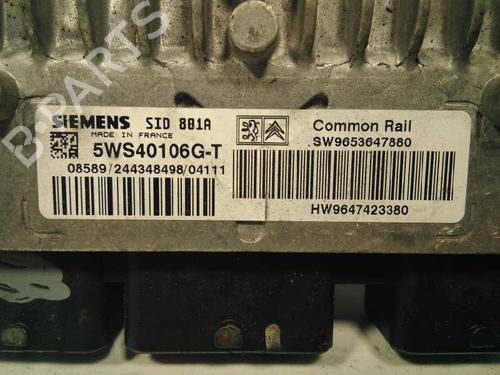 B-PARTS
SIEMENS SID 801A
MADE IN FRANCE
5WS40106G-T
08589/244348498/04111
Common Rail
SW9653647880
HW9647423380